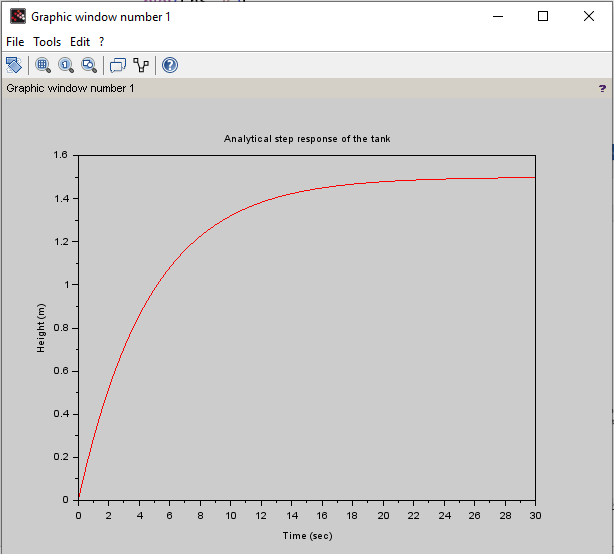 Graphic window number 1
File Tools Edit ?
Graphic window number 1 ?
Analytical step response of the tank
1.6
1.4
1.2
1
0.8
0.6
0.4
0.2
0
Height (m)
0 2 4 6 8 10 12 14 16 18 20 22 24 26 28 30
Time (sec)